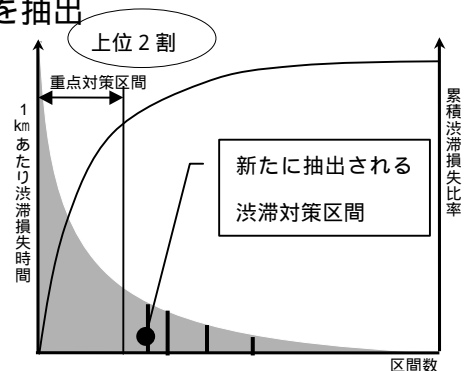 を抽出
上位2割
重点対策区間
1kmあたり渋滞損失時間
累積渋滞損失比率
新たに抽出される
渋滞対策区間
区間数